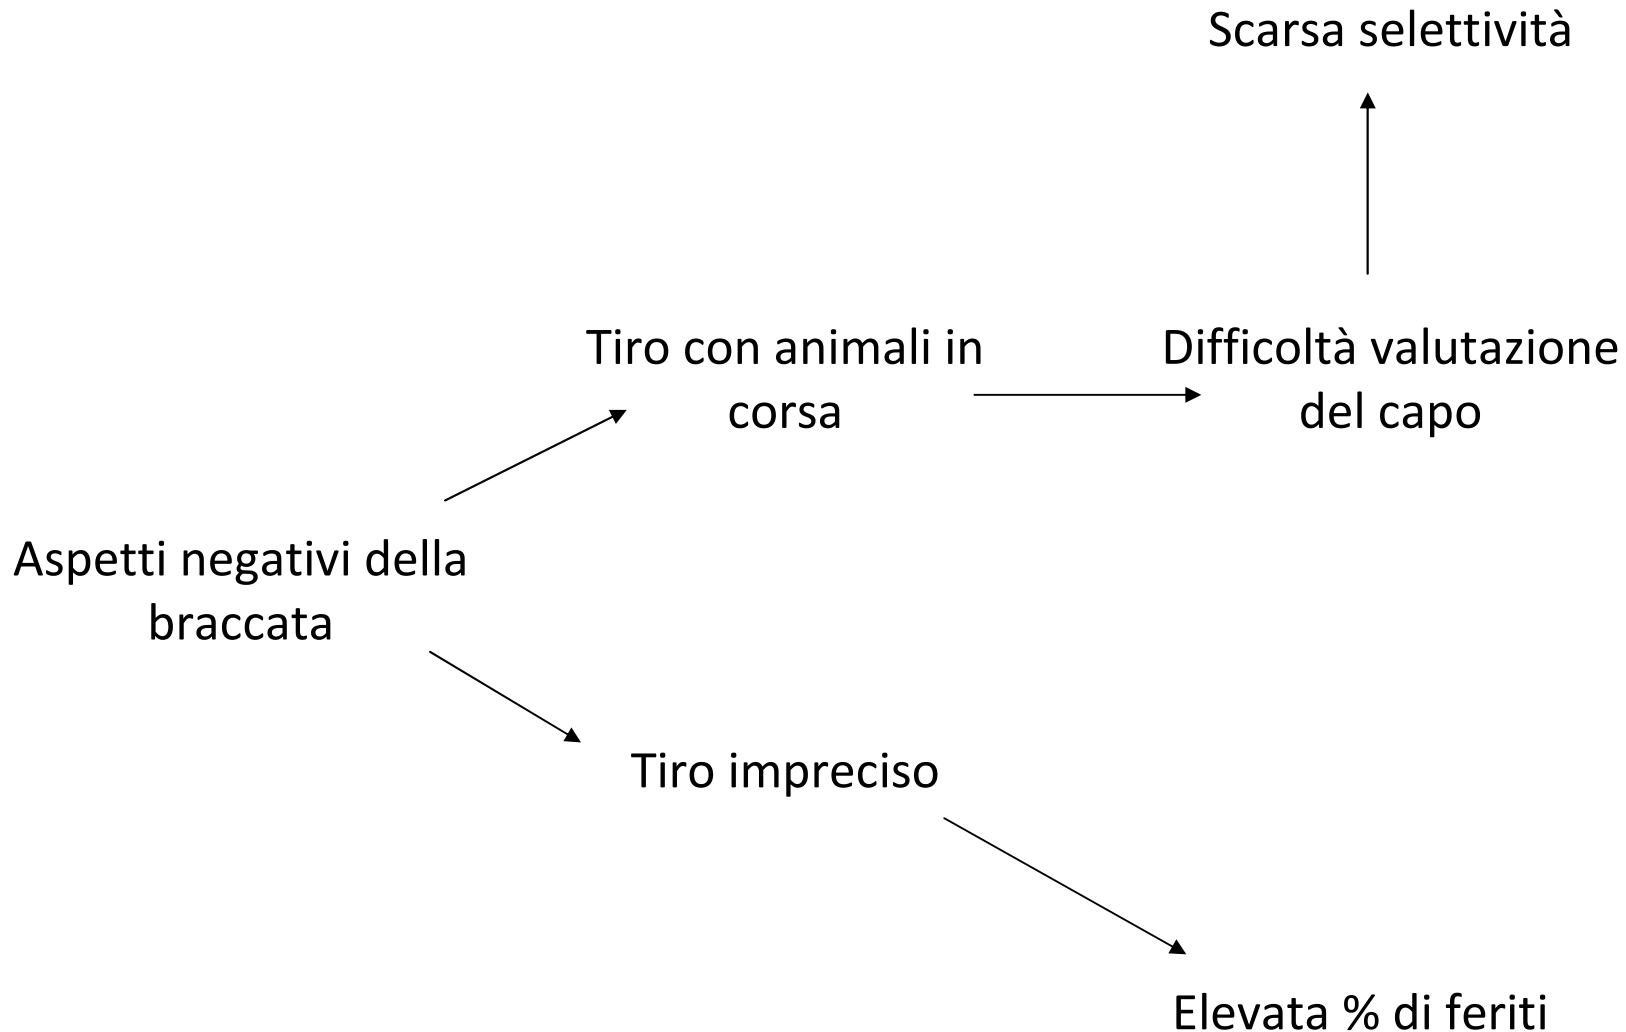 Scarsa selettività
Tiro con animali in
corsa
Difficoltà valutazione
del capo
Aspetti negativi della
braccata
Tiro impreciso
Elevata % di feriti